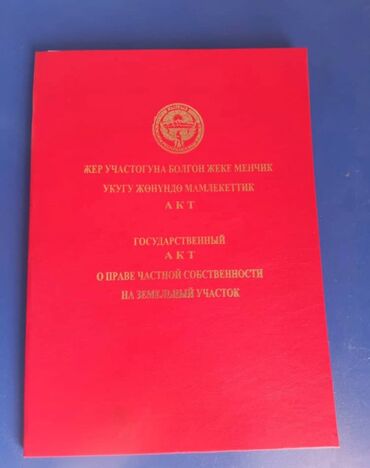 ЖЕР УЧАСТОГУНА БОЛГОН ЖЕКЕ МЕНЧИК
УКУГУ ЖӨНҮНДӨ МАМЛЕКЕТТИК
АКТ
ГОСУДАРСТВЕННЫЙ
АКТ
О ПРАВЕ ЧАСТНОЙ СОБСТВЕННОСТИ
НА ЗЕМЕЛЬНЫЙ УЧАСТОК